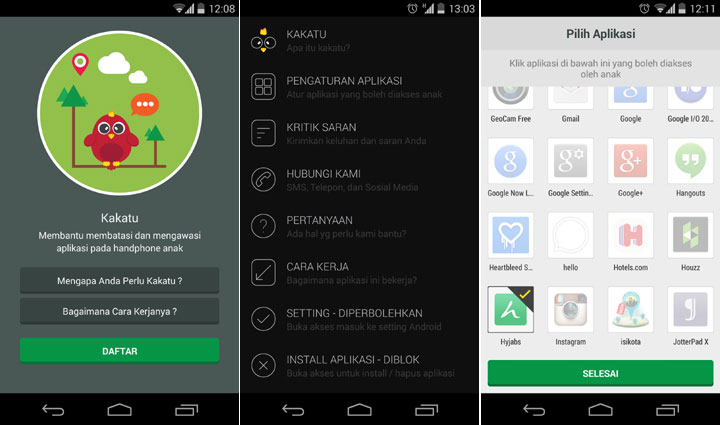 12:08
Kakatu
Membantu membatasi dan mengawasi
aplikasi pada handphone anak
Mengapa Anda Perlu Kakatu ?
Bagaimana Cara Kerjanya ?
DAFTAR
H
13:03
KAKATU
Apa itu kakatu?
PENGATURAN APLIKASI
Atur aplikasi yang boleh diakses anak
KRITIK SARAN
Kirimkan keluhan dan saran Anda
HUBUNGI KAMI
SMS, Telepon, dan Sosial Media
PERTANYAAN
Ada hal yg perlu kami bantu?
CARA KERJA
Bagaimana aplikasi ini bekerja?
SETTING - DIPERBOLEHKAN
Buka akses masuk ke setting Android
INSTALL APLIKASI - DIBLOK
Buka akses untuk install / hapus aplikasi
12:11
Pilih Aplikasi
Klik aplikasi di bawah ini yang boleh diakses
oleh anak
GeoCam Free Gmail Google Google I/O 20...
Google Now L... Google Settin... Google+ Hangouts
Heartbleed S... hello Hotels.com Houzz
Hyjabs Instagram isikota JotterPad X
SELESAI